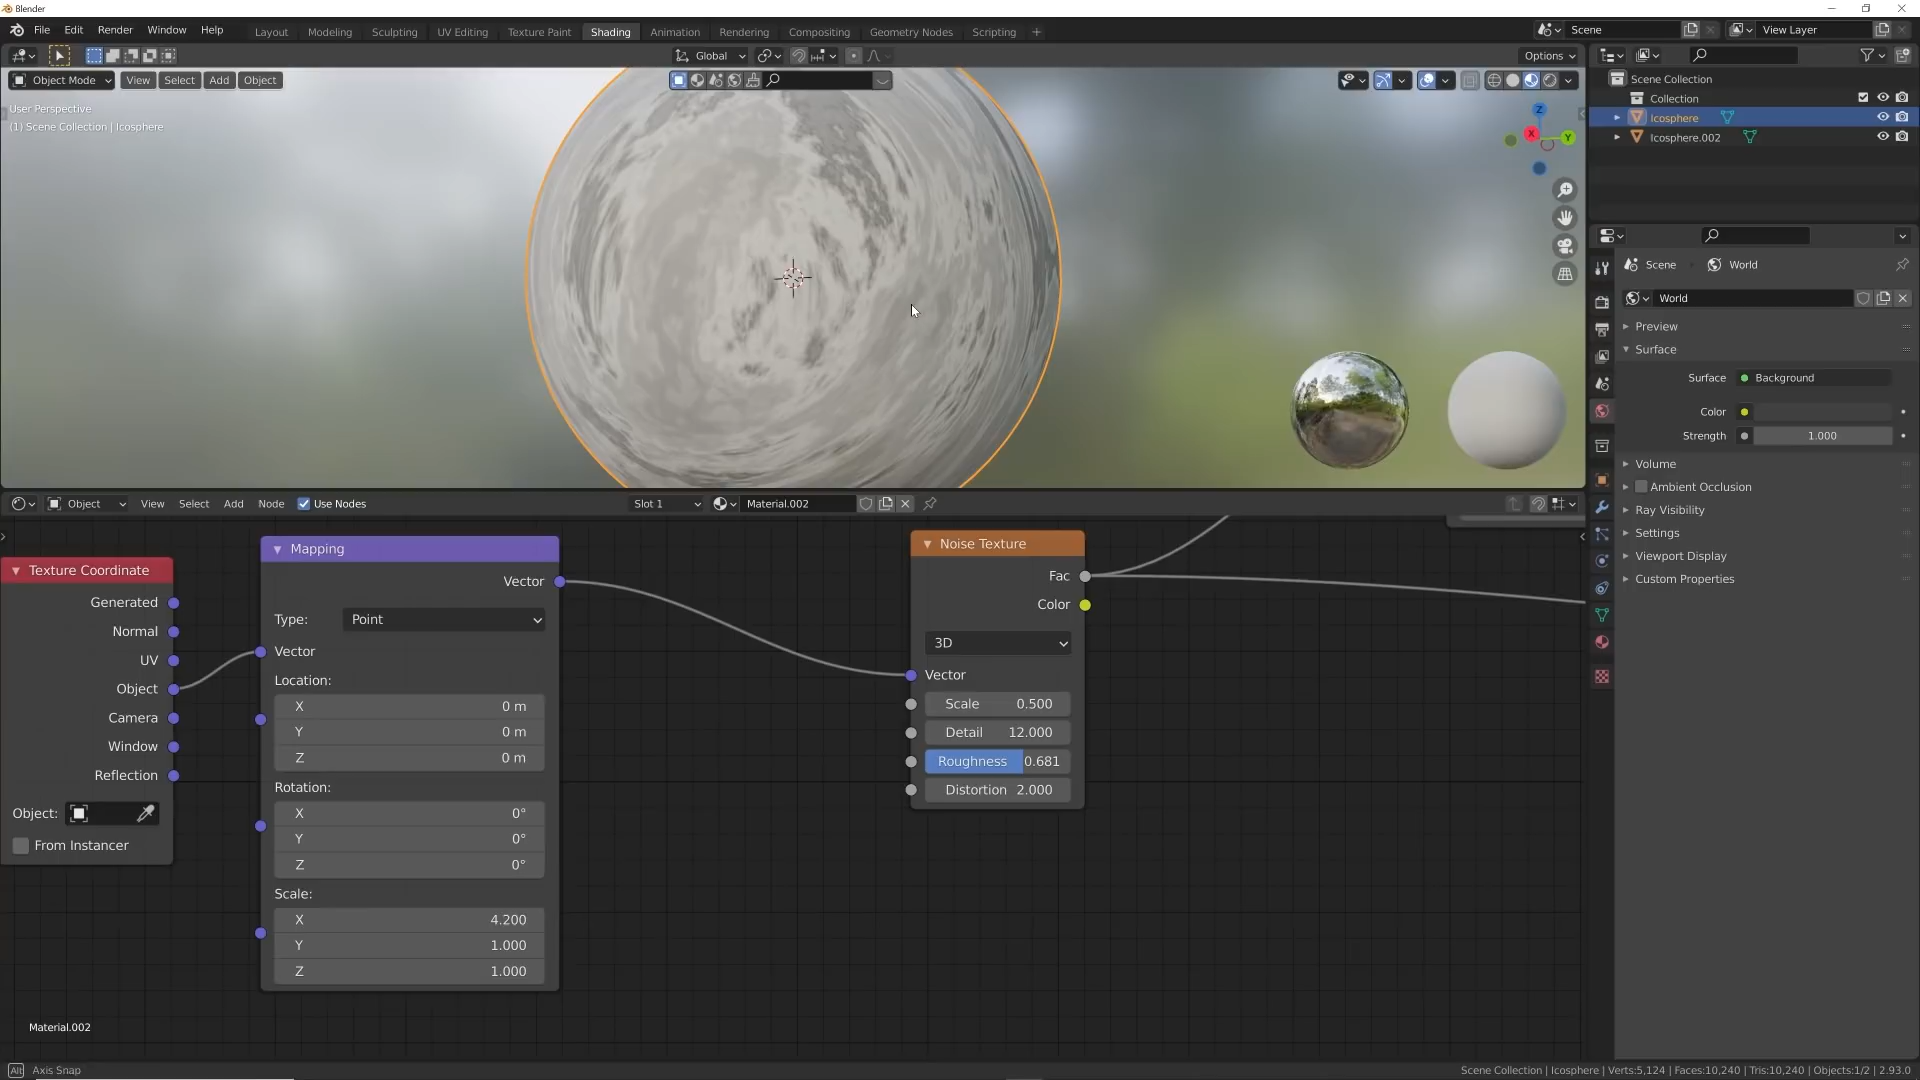 Blender
File Edit Render Window Help Layout Modeling Sculpting UV Editing Texture Paint Shading Animation Rendering Compositing Geometry Nodes Scripting + Scene View Layer
Global Options
Object Mode View Select Add Object
User Perspective
(1) Scene Collection | Icosphere
Z
X
Y
Scene Collection
Collection
Icosphere
Icosphere.002
Scene World
World
Preview
Surface
Surface Background
Color
Strength 1.000
Volume
Ambient Occlusion
Ray Visibility
Settings
Viewport Display
Custom Properties
Object View Select Add Node Use Nodes Slot 1 Material.002
Texture Coordinate
Generated
Normal
UV
Object
Camera
Window
Reflection
Object:
From Instancer
Mapping
Vector
Type: Point
Vector
Location:
X 0 m
Y 0 m
Z 0 m
Rotation:
X 0°
Y 0°
Z 0°
Scale:
X 4.200
Y 1.000
Z 1.000
Noise Texture
Fac
Color
3D
Vector
Scale 0.500
Detail 12.000
Roughness 0.681
Distortion 2.000
Material.002
Alt Axis Snap
Scene Collection | Icosphere | Verts:5,124 | Faces:10,240 | Tris:10,240 | Objects:1/2 | 2.93.0